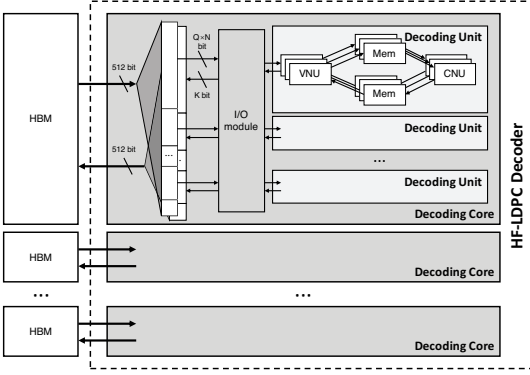 HBM
512 bit
512 bit
...
Q×N
bit
K bit
I/O
module
Decoding Unit
VNU
Mem
Mem
CNU
Decoding Unit
...
Decoding Unit
Decoding Core
HBM
Decoding Core
...
...
HBM
Decoding Core
HF-LDPC Decoder